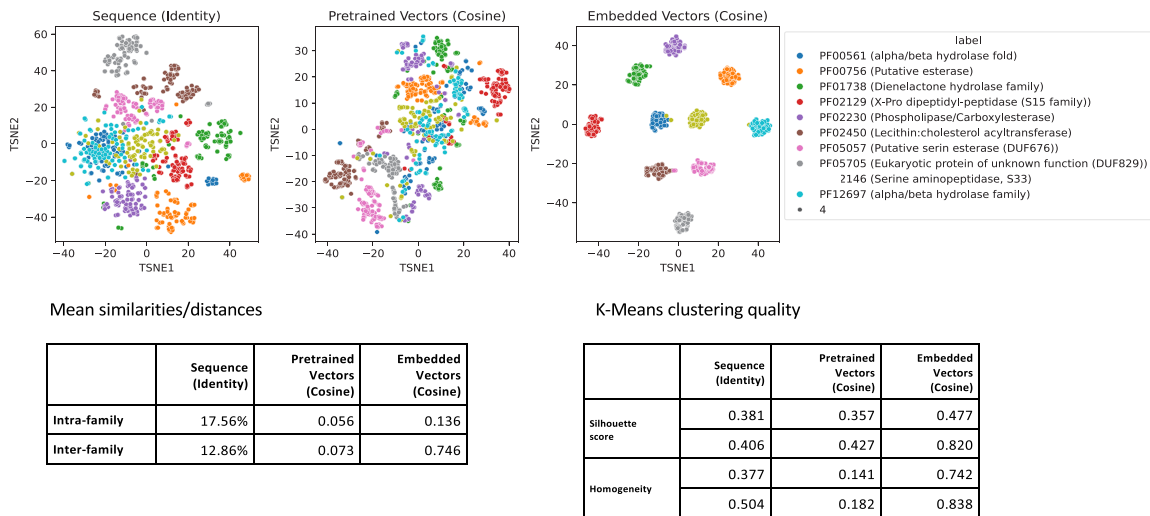 Sequence (Identity)
Pretrained Vectors (Cosine)
Embedded Vectors (Cosine)
TSNE2
60
40
20
0
−20
−40
−40
−20
0
20
40
TSNE1
30
20
10
0
−10
−20
−30
−40
−20
0
20
40
TSNE1
40
20
0
−20
−40
−40
−20
0
20
40
TSNE1
label
PF00561 (alpha/beta hydrolase fold)
PF00756 (Putative esterase)
PF01738 (Dienelactone hydrolase family)
PF02129 (X-Pro dipeptidyl-peptidase (S15 family))
PF02230 (Phospholipase/Carboxylesterase)
PF02450 (Lecithin:cholesterol acyltransferase)
PF05057 (Putative serin esterase (DUF676))
PF05705 (Eukaryotic protein of unknown function (DUF829))
2146 (Serine aminopeptidase, S33)
PF12697 (alpha/beta hydrolase family)
4
Mean similarities/distances
Sequence (Identity)
Pretrained Vectors (Cosine)
Embedded Vectors (Cosine)
Intra-family 17.56% 0.056 0.136
Inter-family 12.86% 0.073 0.746
K-Means clustering quality
Sequence (Identity)
Pretrained Vectors (Cosine)
Embedded Vectors (Cosine)
Silhouette score
0.381 0.357 0.477
0.406 0.427 0.820
Homogeneity
0.377 0.141 0.742
0.504 0.182 0.838